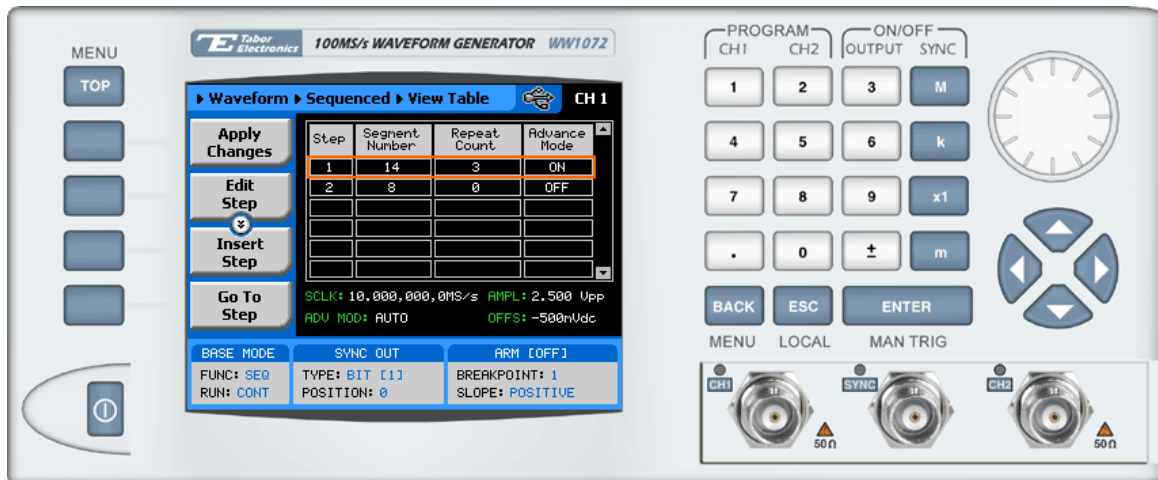 MENU
TOP
Tabor
Electronics
100MS/s WAVEFORM GENERATOR WW1072
Waveform Sequenced View Table CH 1
Apply
Changes
Edit
Step
Insert
Step
Go To
Step
Step Segment Number Repeat Count Advance Mode
1 14 3 ON
2 8 0 OFF
SCLK: 10.000,000,0MS/s AMPL: 2.500 Vpp
ADV MOD: AUTO OFFS: -500mVdc
BASE MODE SYNC OUT ARM [OFF]
FUNC: SEQ TYPE: BIT [1] BREAKPOINT: 1
RUN: CONT POSITION: 0 SLOPE: POSITIVE
PROGRAM ON/OFF
CH1 CH2 OUTPUT SYNC
1 2 3 M
4 5 6 k
7 8 9 x1
. 0 ± m
BACK ESC ENTER
MENU LOCAL MAN TRIG
CH1 SYNC CH2
50Ω 50Ω